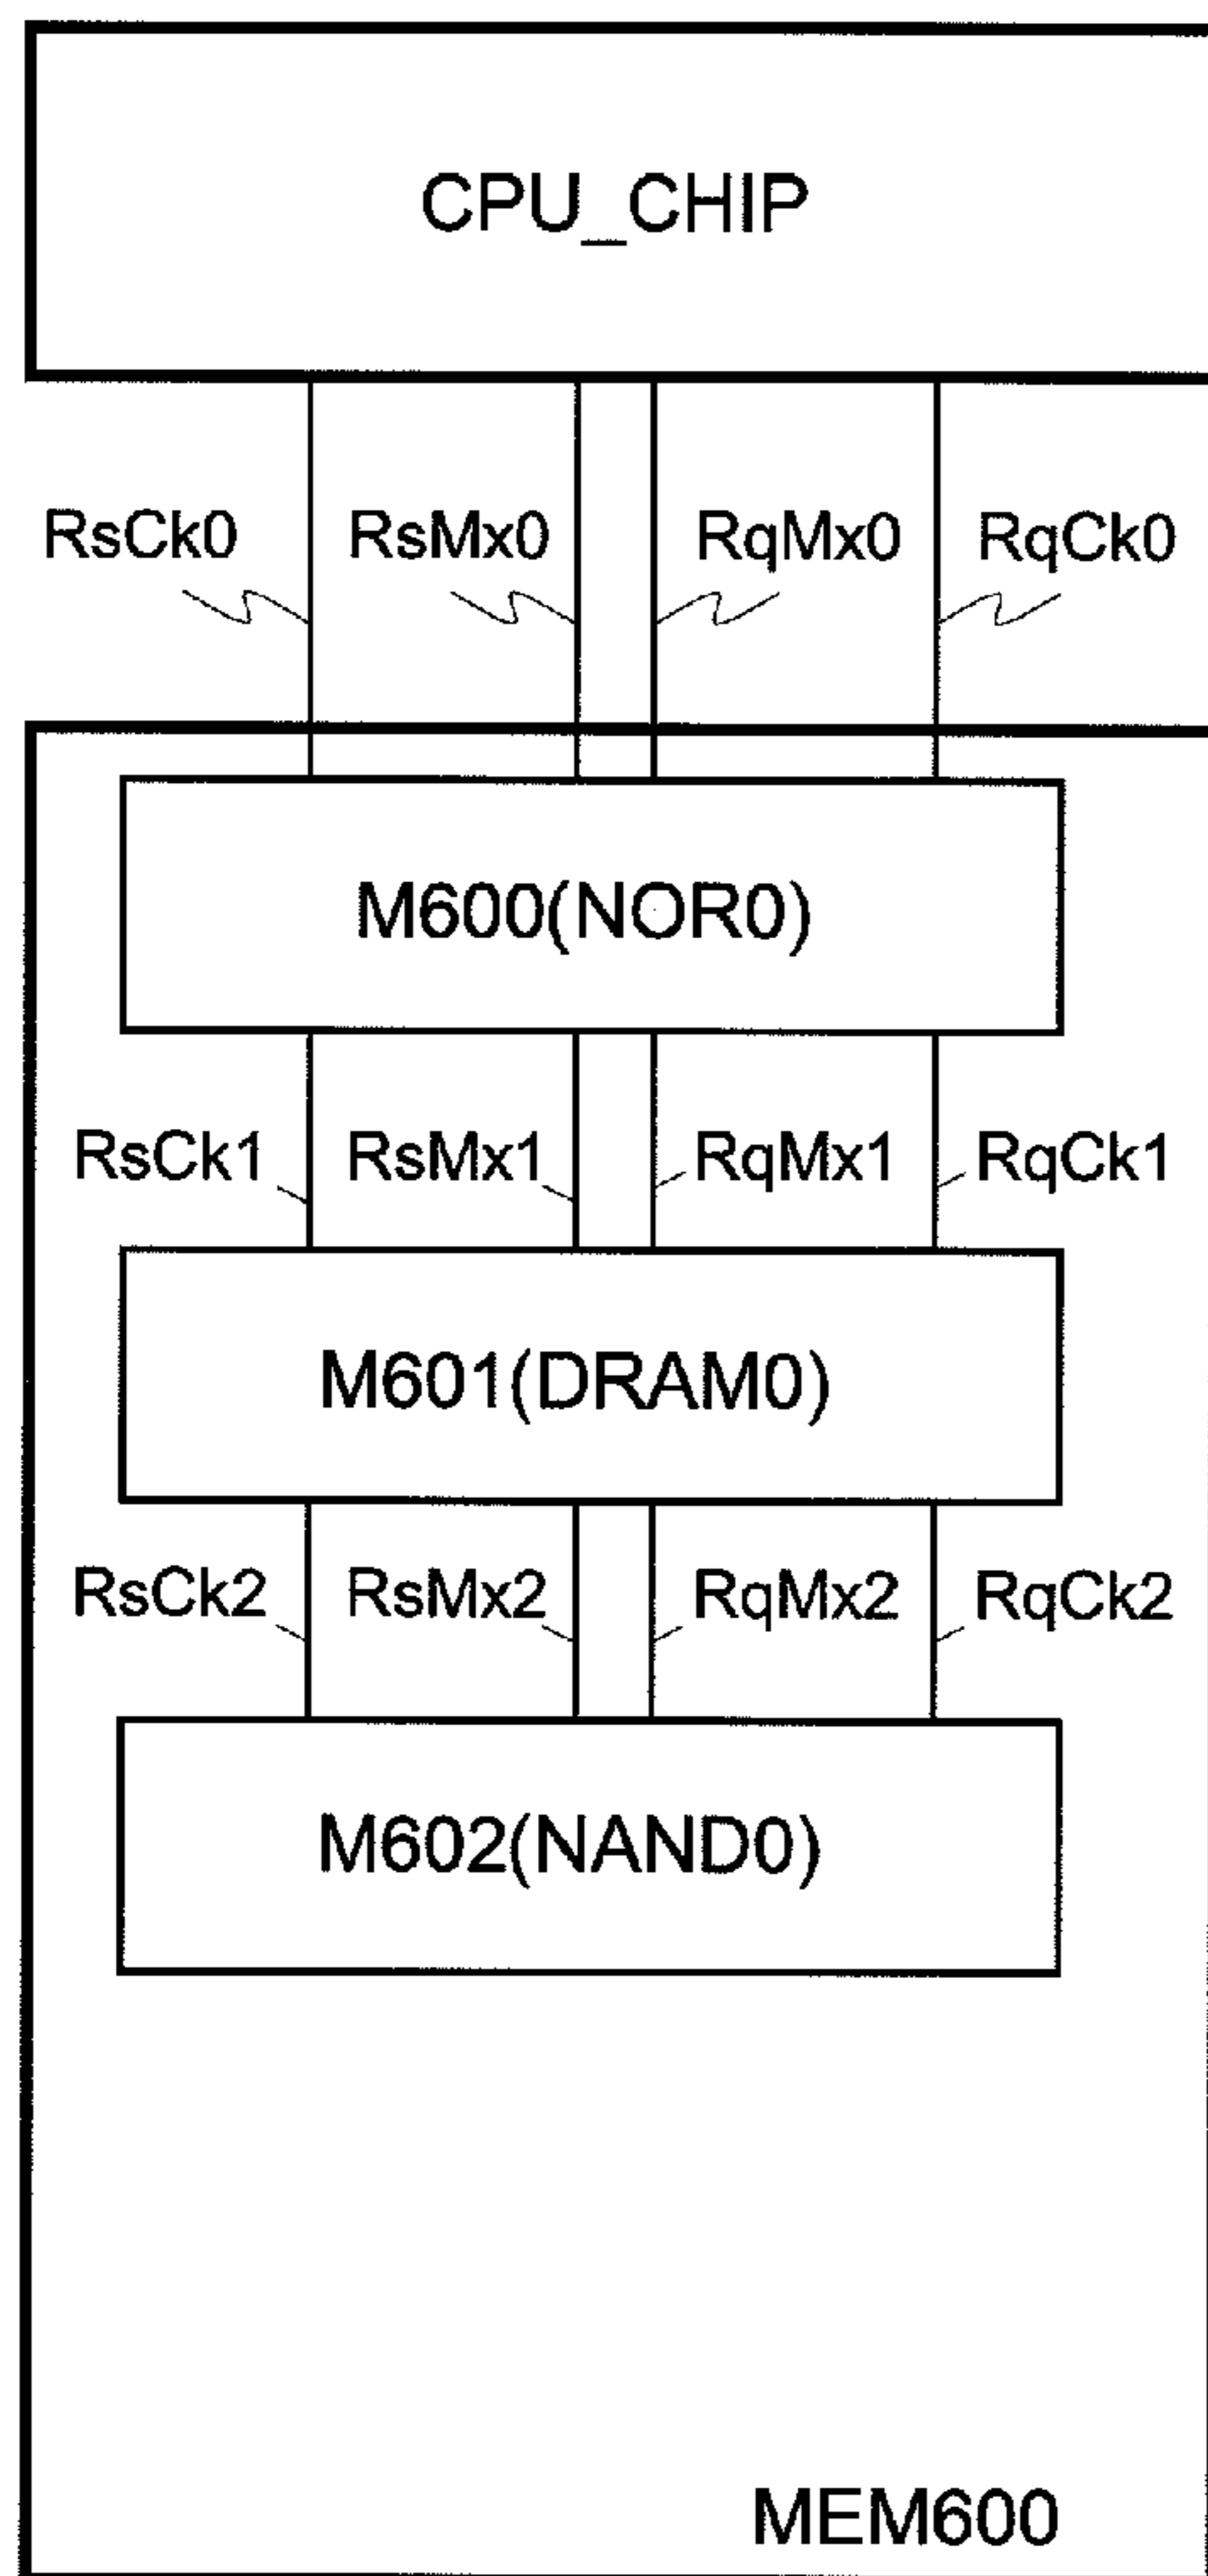 CPU_CHIP
RsCk0 RsMx0 RqMx0 RqCk0
M600(NOR0)
RsCk1 RsMx1 RqMx1 RqCk1
M601(DRAM0)
RsCk2 RsMx2 RqMx2 RqCk2
M602(NAND0)
MEM600